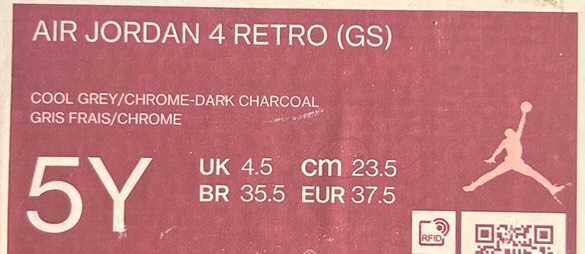 AIR JORDAN 4 RETRO (GS)
COOL GREY/CHROME-DARK CHARCOAL
GRIS FRAIS/CHROME
5Y
UK 4.5 cm 23.5
BR 35.5 EUR 37.5
RFID